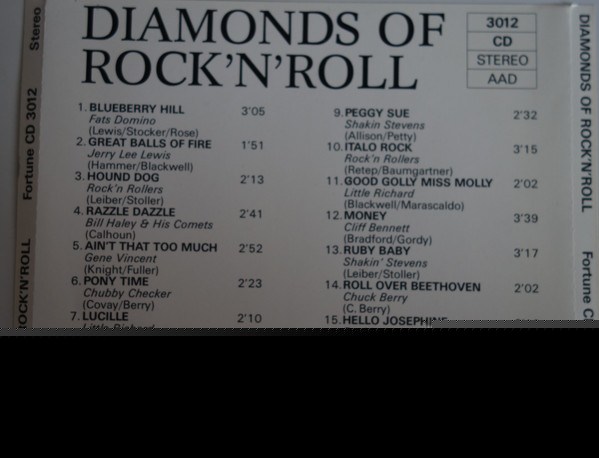 DIAMONDS OF
ROCK'N'ROLL
3012
CD
STEREO
AAD
1. BLUEBERRY HILL 3'05
Fats Domino
(Lewis/Stocker/Rose)
2. GREAT BALLS OF FIRE 1'51
Jerry Lee Lewis
(Hammer/Blackwell)
3. HOUND DOG 2'13
Rock'n Rollers
(Leiber/Stoller)
4. RAZZLE DAZZLE 2'41
Bill Haley & His Comets
(Calhoun)
5. AIN'T THAT TOO MUCH 2'52
Gene Vincent
(Knight/Fuller)
6. PONY TIME 2'23
Chubby Checker
(Covay/Berry)
7. LUCILLE 2'10
Little Richard
9. PEGGY SUE 2'32
Shakin Stevens
(Allison/Petty)
10. ITALO ROCK 3'15
Rock'n Rollers
(Retep/Baumgartner)
11. GOOD GOLLY MISS MOLLY 2'02
Little Richard
(Blackwell/Marascaldo)
12. MONEY 3'39
Cliff Bennett
(Bradford/Gordy)
13. RUBY BABY 3'17
Shakin' Stevens
(Leiber/Stoller)
14. ROLL OVER BEETHOVEN 2'02
Chuck Berry
(C. Berry)
15. HELLO JOSEPHINE
Stereo
Fortune CD 3012
ROCK'N'ROLL
DIAMONDS OF ROCK'N'ROLL
Fortune C